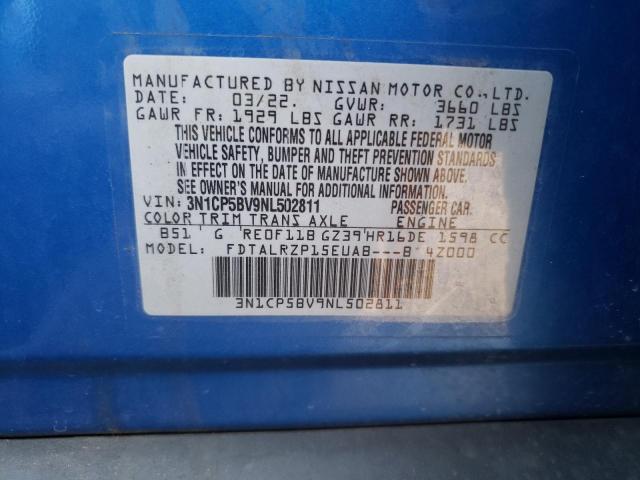 MANUFACTURED BY NISSAN MOTOR CO., LTD.
DATE: 03/22. GVWR: 3660 LBS
GAWR FR: 1929 LBS GAWR RR: 1731 LBS
THIS VEHICLE CONFORMS TO ALL APPLICABLE FEDERAL MOTOR
VEHICLE SAFETY, BUMPER AND THEFT PREVENTION STANDARDS
IN EFFECT ON THE DATE OF MANUFACTURE SHOWN ABOVE.
SEE OWNER'S MANUAL FOR ADDITIONAL INFORMATION.
VIN: 3N1CP5BV9NL502811 PASSENGER CAR.
COLOR TRIM TRANS AXLE ENGINE
B51 G RE0F11B GZ39 HR16DE 1598 CC
MODEL: FDTALRZP15EUAB---B 4Z000
3N1CP5BV9NL502811